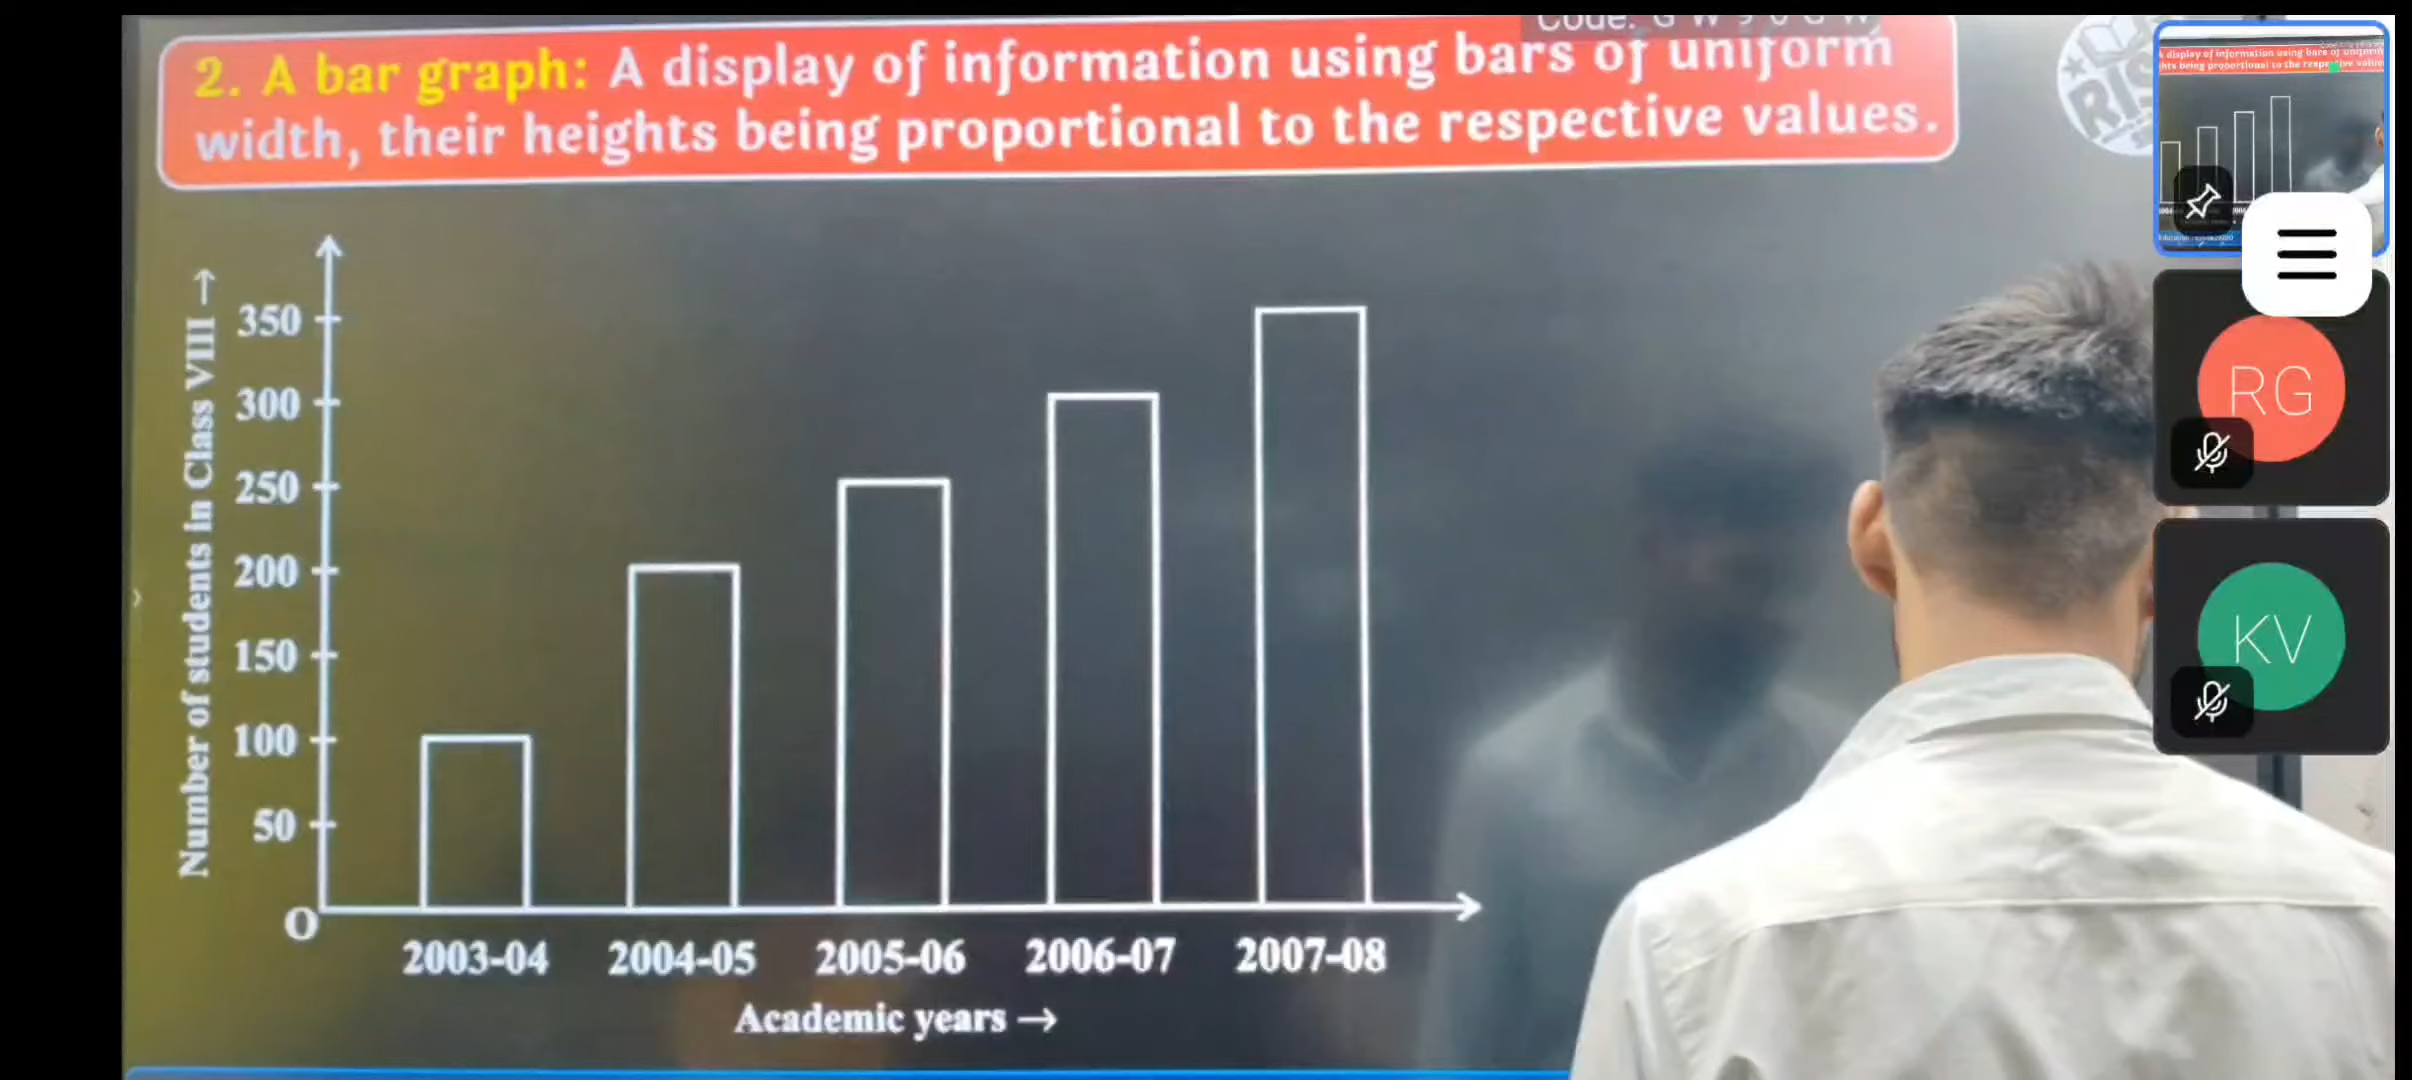 2. A bar graph: A display of information using bars of uniform
width, their heights being proportional to the respective values.
RIS
Number of students in Class VIII →
350
300
250
200
150
100
50
O
2003-04 2004-05 2005-06 2006-07 2007-08
Academic years →
RG
KV